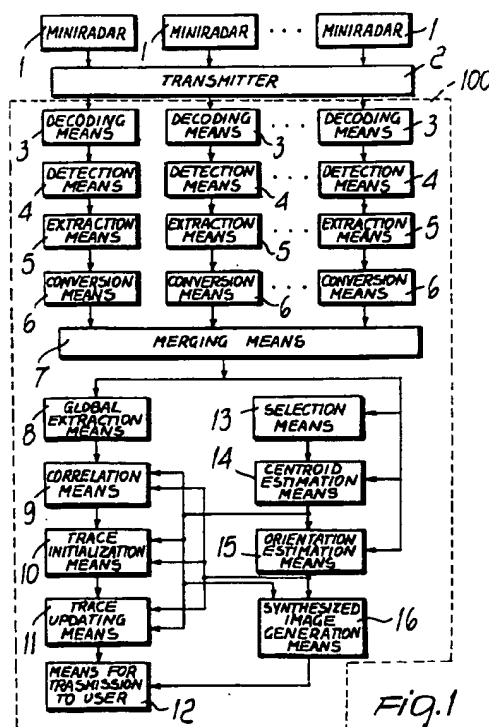 MINIRADAR MINIRADAR . . . MINIRADAR
1 1 1
TRANSMITTER 2
100
DECODING MEANS 3 DECODING MEANS 3 . . . . DECODING MEANS 3
DETECTION MEANS 4 DETECTION MEANS 4 . . . . DETECTION MEANS 4
EXTRACTION MEANS 5 EXTRACTION MEANS 5 . . . . EXTRACTION MEANS 5
CONVERSION MEANS 6 CONVERSION MEANS 6 . . . CONVERSION MEANS 6
MERGING MEANS
7
8 GLOBAL EXTRACTION MEANS
13 SELECTION MEANS
9 CORRELATION MEANS
14 CENTROID ESTIMATION MEANS
10 TRACE INITIALIZATION MEANS
15 ORIENTATION ESTIMATION MEANS
11 TRACE UPDATING MEANS
SYNTHESIZED IMAGE GENERATION MEANS 16
MEANS FOR TRASMISSION TO USER 12
Fig.1